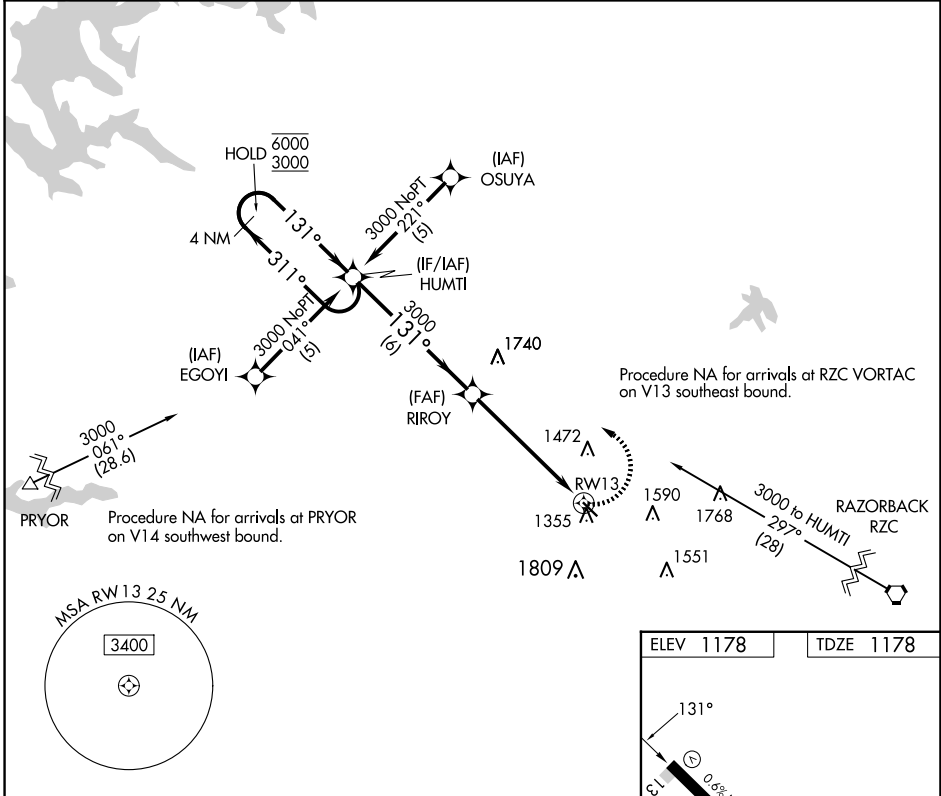 HOLD 6000
3000
4 NM
131°
311°
(IAF)
OSUYA
3000 NoPT
221°
(5)
(IF/IAF)
HUMTI
3000 NoPT
041°
(5)
(IAF)
EGOYI
3000
131°
(6)
1740
(FAF)
RIROY
Procedure NA for arrivals at RZC VORTAC
on V13 southeast bound.
3000
061°
(28.6)
PRYOR
Procedure NA for arrivals at PRYOR
on V14 southwest bound.
1472
RW13
1355
1590
1768
1809
1551
3000 to HUMTI
297°
(28)
RAZORBACK
RZC
MSA RW13 25 NM
3400
ELEV 1178
TDZE 1178
131°
V
0.6%
13